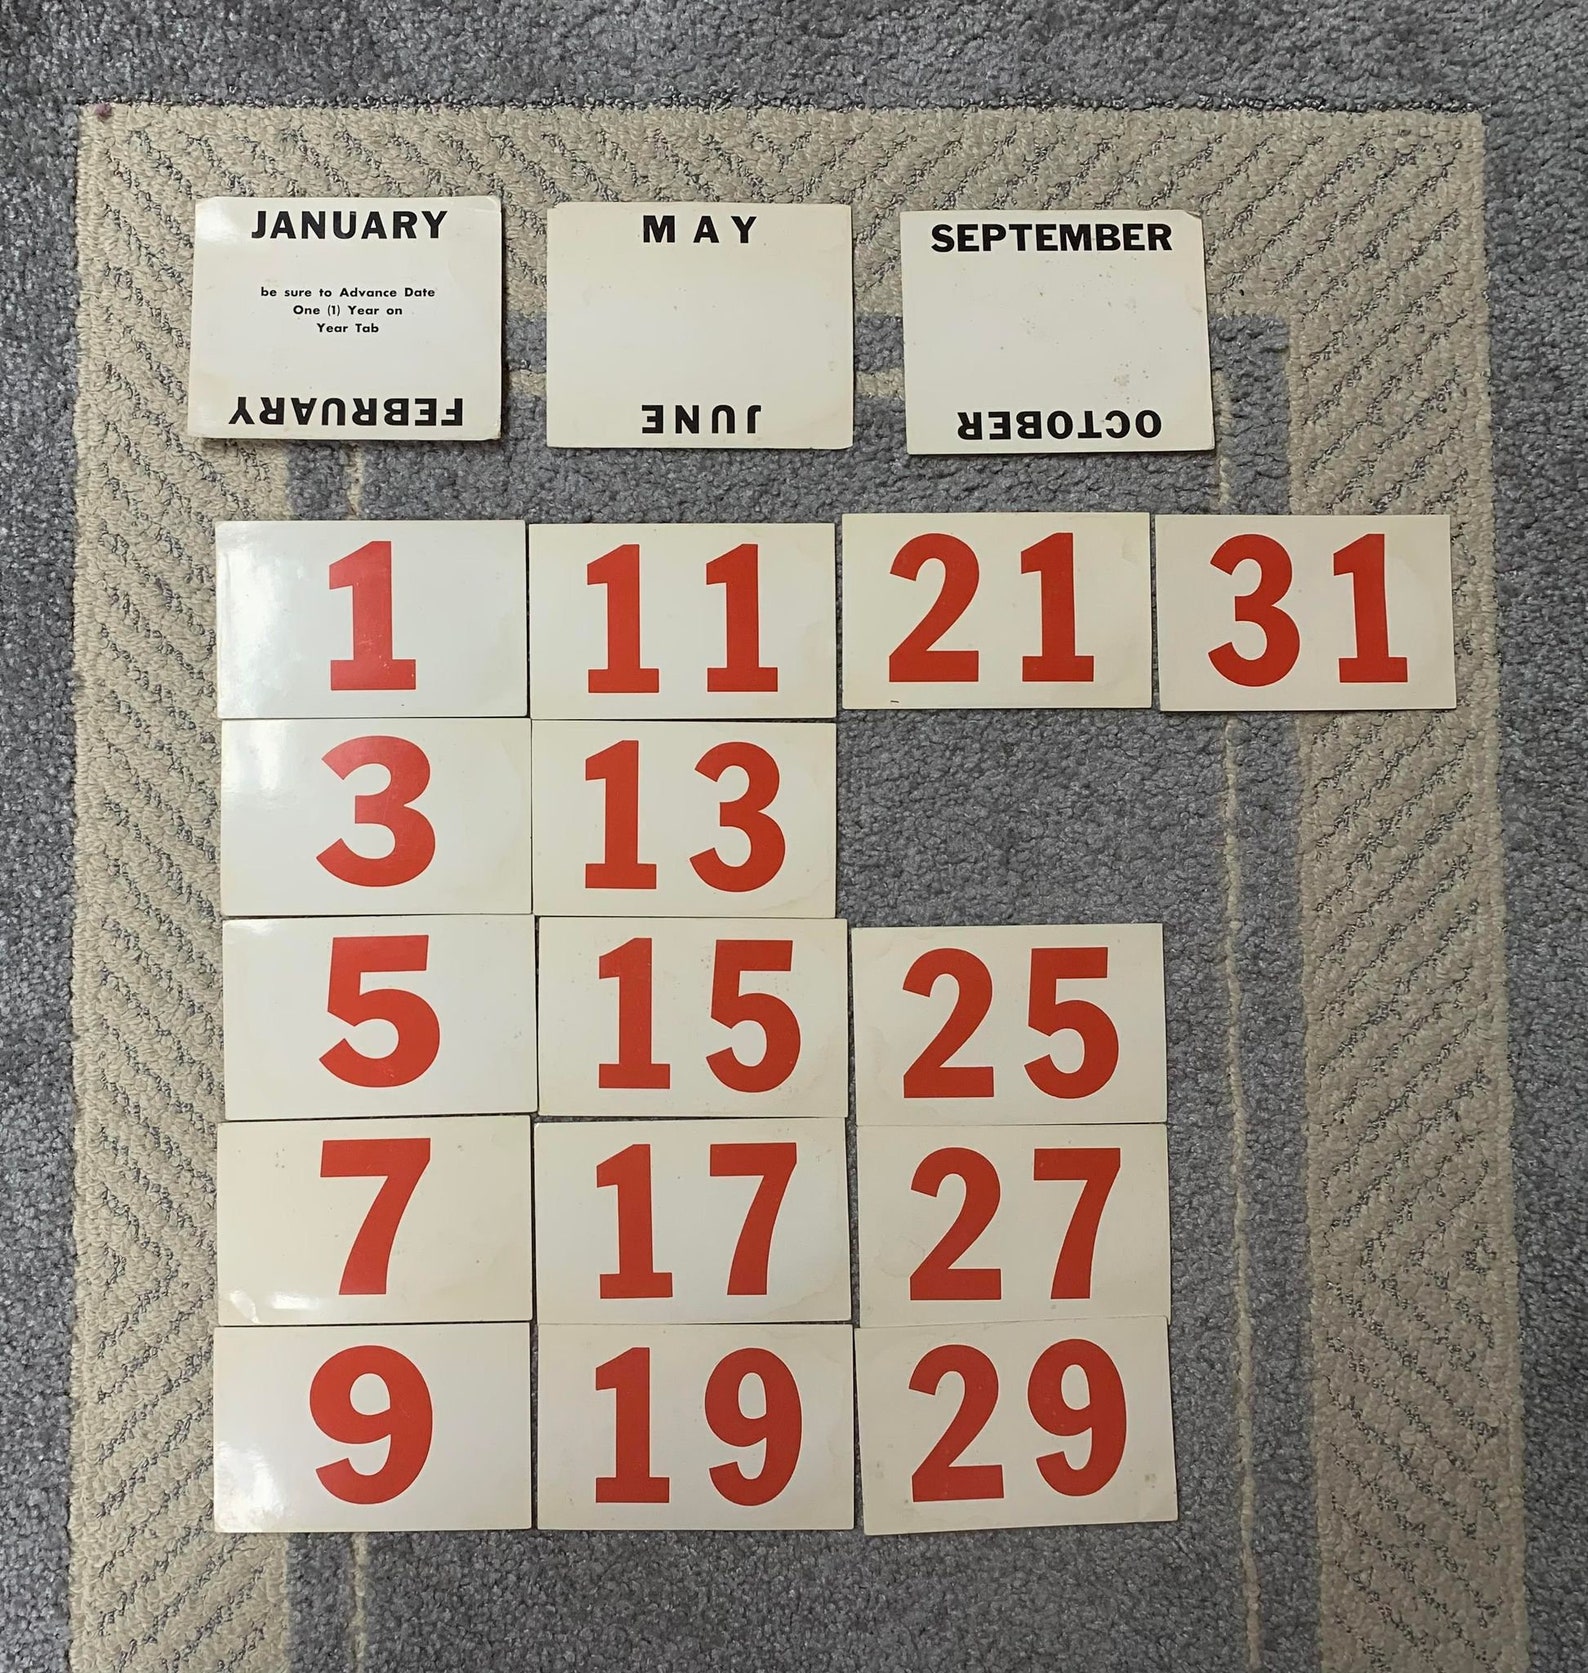 JANUARY
be sure to Advance Date
One (1) Year on
Year Tab
FEBRUARY
MAY
JUNE
SEPTEMBER
OCTOBER
1 11 21 31
3 13
5 15 25
7 17 27
9 19 29